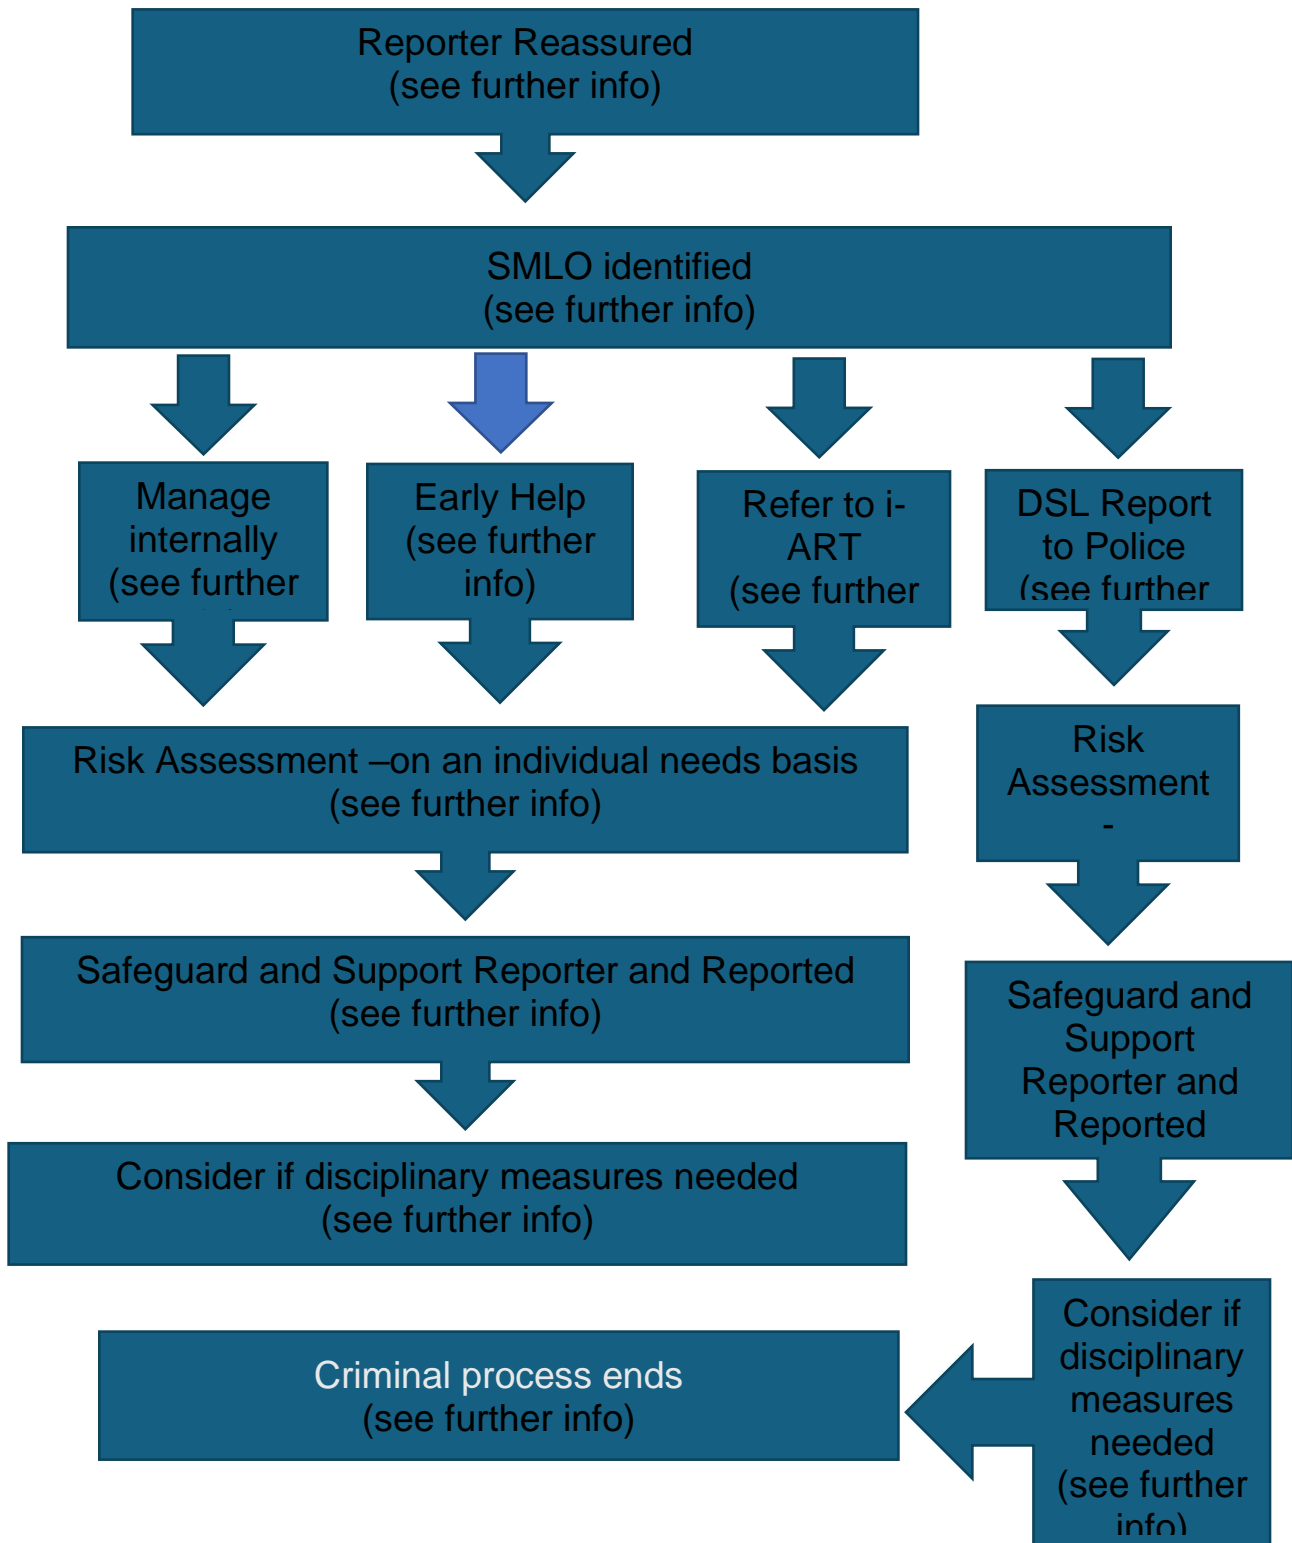 Reporter Reassured
(see further info)
SMLO identified
(see further info)
Manage
internally
(see further
Early Help
(see further
info)
Refer to i-
ART
(see further
DSL Report
to Police
(see further
Risk Assessment –on an individual needs basis
(see further info)
Risk
Assessment
-
Safeguard and Support Reporter and Reported
(see further info)
Safeguard and
Support
Reporter and
Reported
Consider if disciplinary measures needed
(see further info)
Consider if
disciplinary
measures
needed
(see further
info)
Criminal process ends
(see further info)